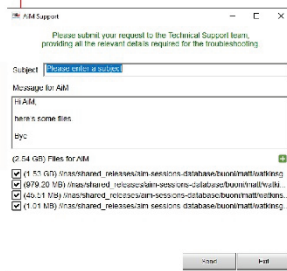 AiM Support
Please submit your request to the Technical Support team,
providing all the relevant details required for the troubleshooting
Subject Please enter a subject
Message for AiM
Hi AiM,
here's some files
Bye
(2.54 GB) Files for AiM
(1.53 GB) //nas/shared_releases/aim-sessions-database/buoni/matt/watkinsg
(979.20 MB) //nas/shared_releases/aim-sessions-database/buoni/matt/watkins..
(45.51 MB) //nas/shared_releases/aim-sessions-database/buoni/matt/watkins..
(1.01 MB) //nas/shared_releases/aim-sessions-database/buoni/matt/watkinsg
Send Exit